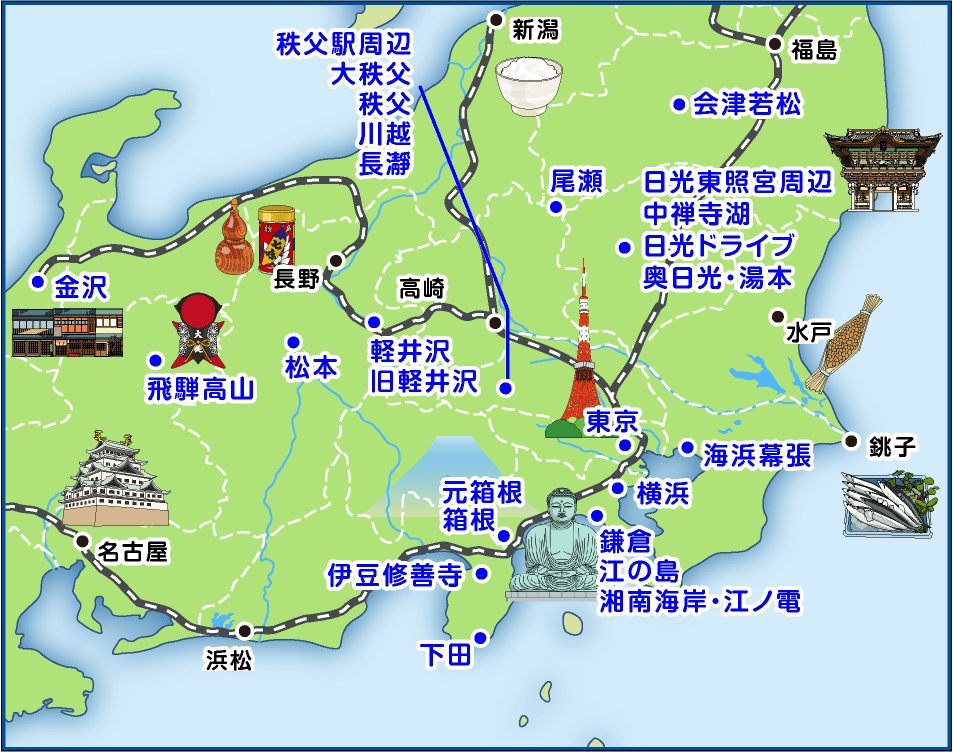 新潟
福島
秩父駅周辺
大秩父
秩父
川越
長瀞
会津若松
尾瀬
日光東照宮周辺
中禅寺湖
日光ドライブ
奥日光・湯本
金沢
七味
大
長野
高崎
水戸
飛騨高山
松本
軽井沢
旧軽井沢
東京
海浜幕張
銚子
元箱根
箱根
横浜
名古屋
鎌倉
江の島
湘南海岸・江ノ電
伊豆修善寺
下田
浜松